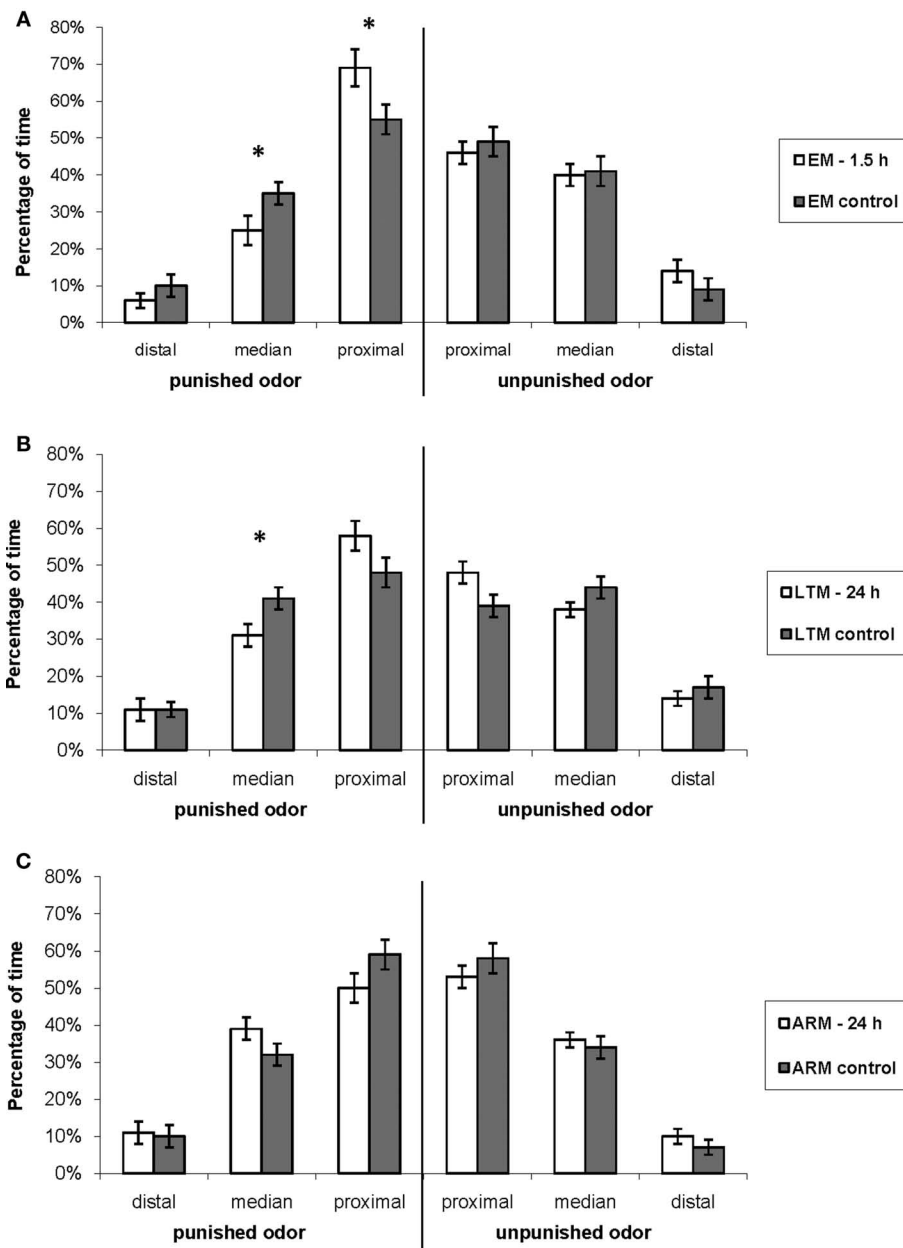 A
80%
70%
60%
50%
40%
30%
20%
10%
0%
Percentage of time
*
*
distal median proximal proximal median distal
punished odor unpunished odor
EM - 1.5 h
EM control
B
80%
70%
60%
50%
40%
30%
20%
10%
0%
Percentage of time
*
distal median proximal proximal median distal
punished odor unpunished odor
LTM - 24 h
LTM control
C
80%
70%
60%
50%
40%
30%
20%
10%
0%
Percentage of time
distal median proximal proximal median distal
punished odor unpunished odor
ARM - 24 h
ARM control